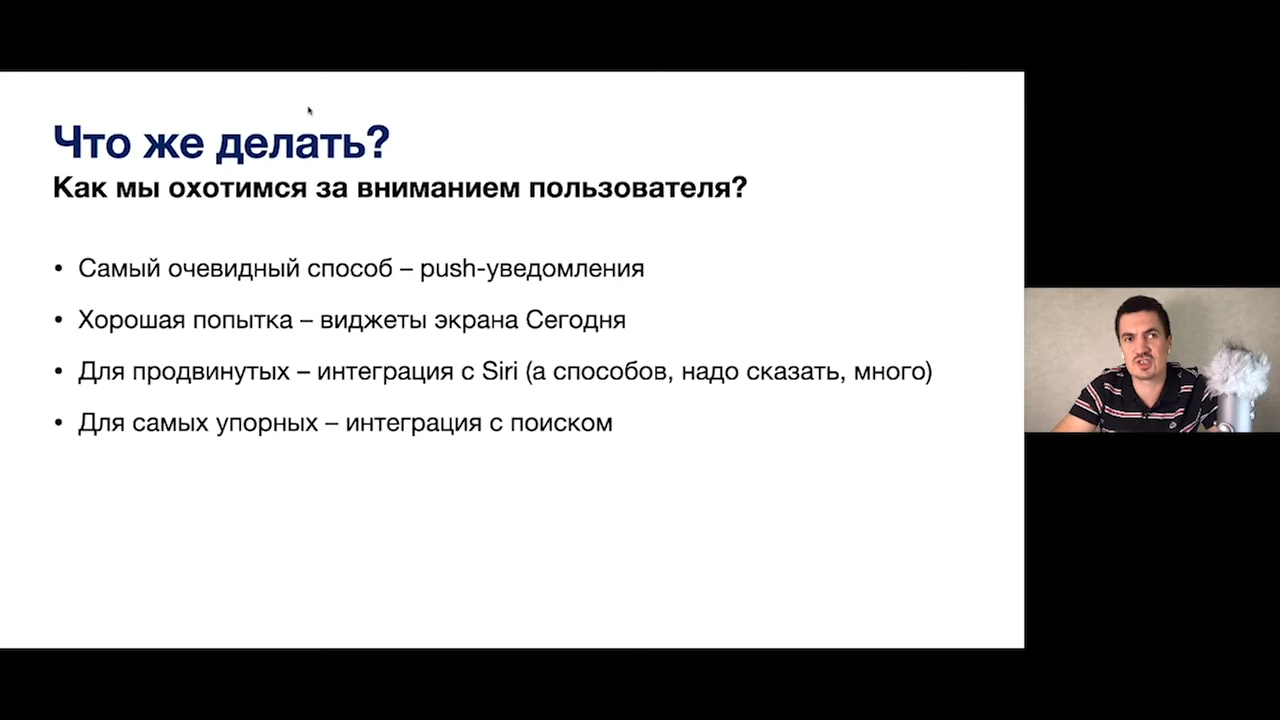 Что же делать?
Как мы охотимся за вниманием пользователя?
• Самый очевидный способ – push-уведомления
• Хорошая попытка – виджеты экрана Сегодня
• Для продвинутых – интеграция с Siri (а способов, надо сказать, много)
• Для самых упорных – интеграция с поиском